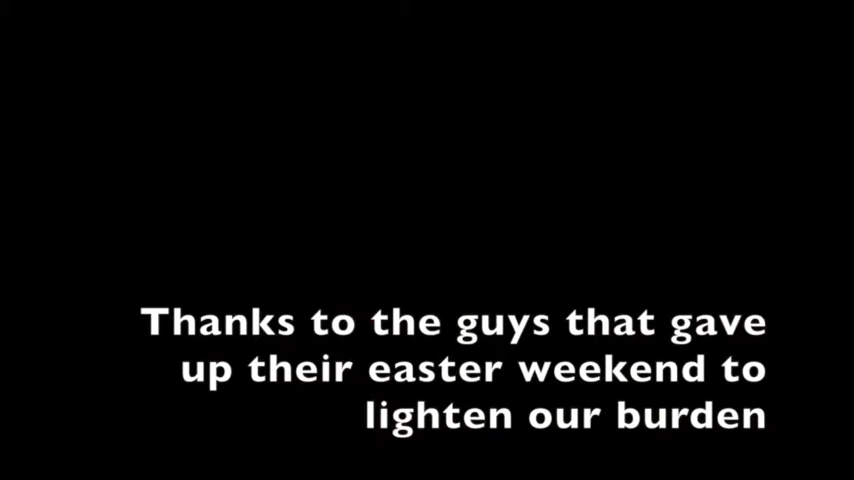 Thanks to the guys that gave
up their easter weekend to
lighten our burden